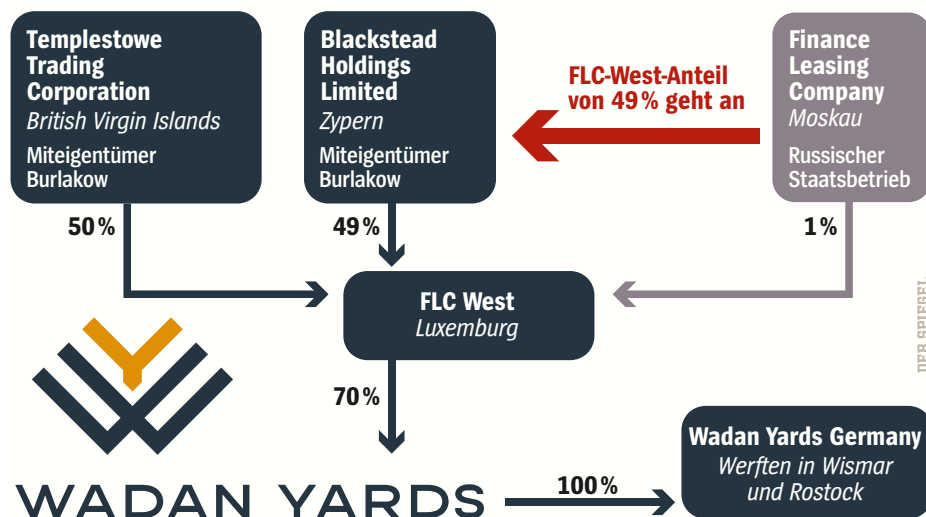 Templestowe
Trading
Corporation
British Virgin Islands
Miteigentümer
Burlakow
Blackstead
Holdings
Limited
Zypern
Miteigentümer
Burlakow
FLC-West-Anteil
von 49 % geht an
Finance
Leasing
Company
Moskau
Russischer
Staatsbetrieb
50 %
49 %
1 %
FLC West
Luxemburg
DER SPIEGEL
70 %
Wadan Yards Germany
Werften in Wismar
und Rostock
WADAN YARDS
100 %